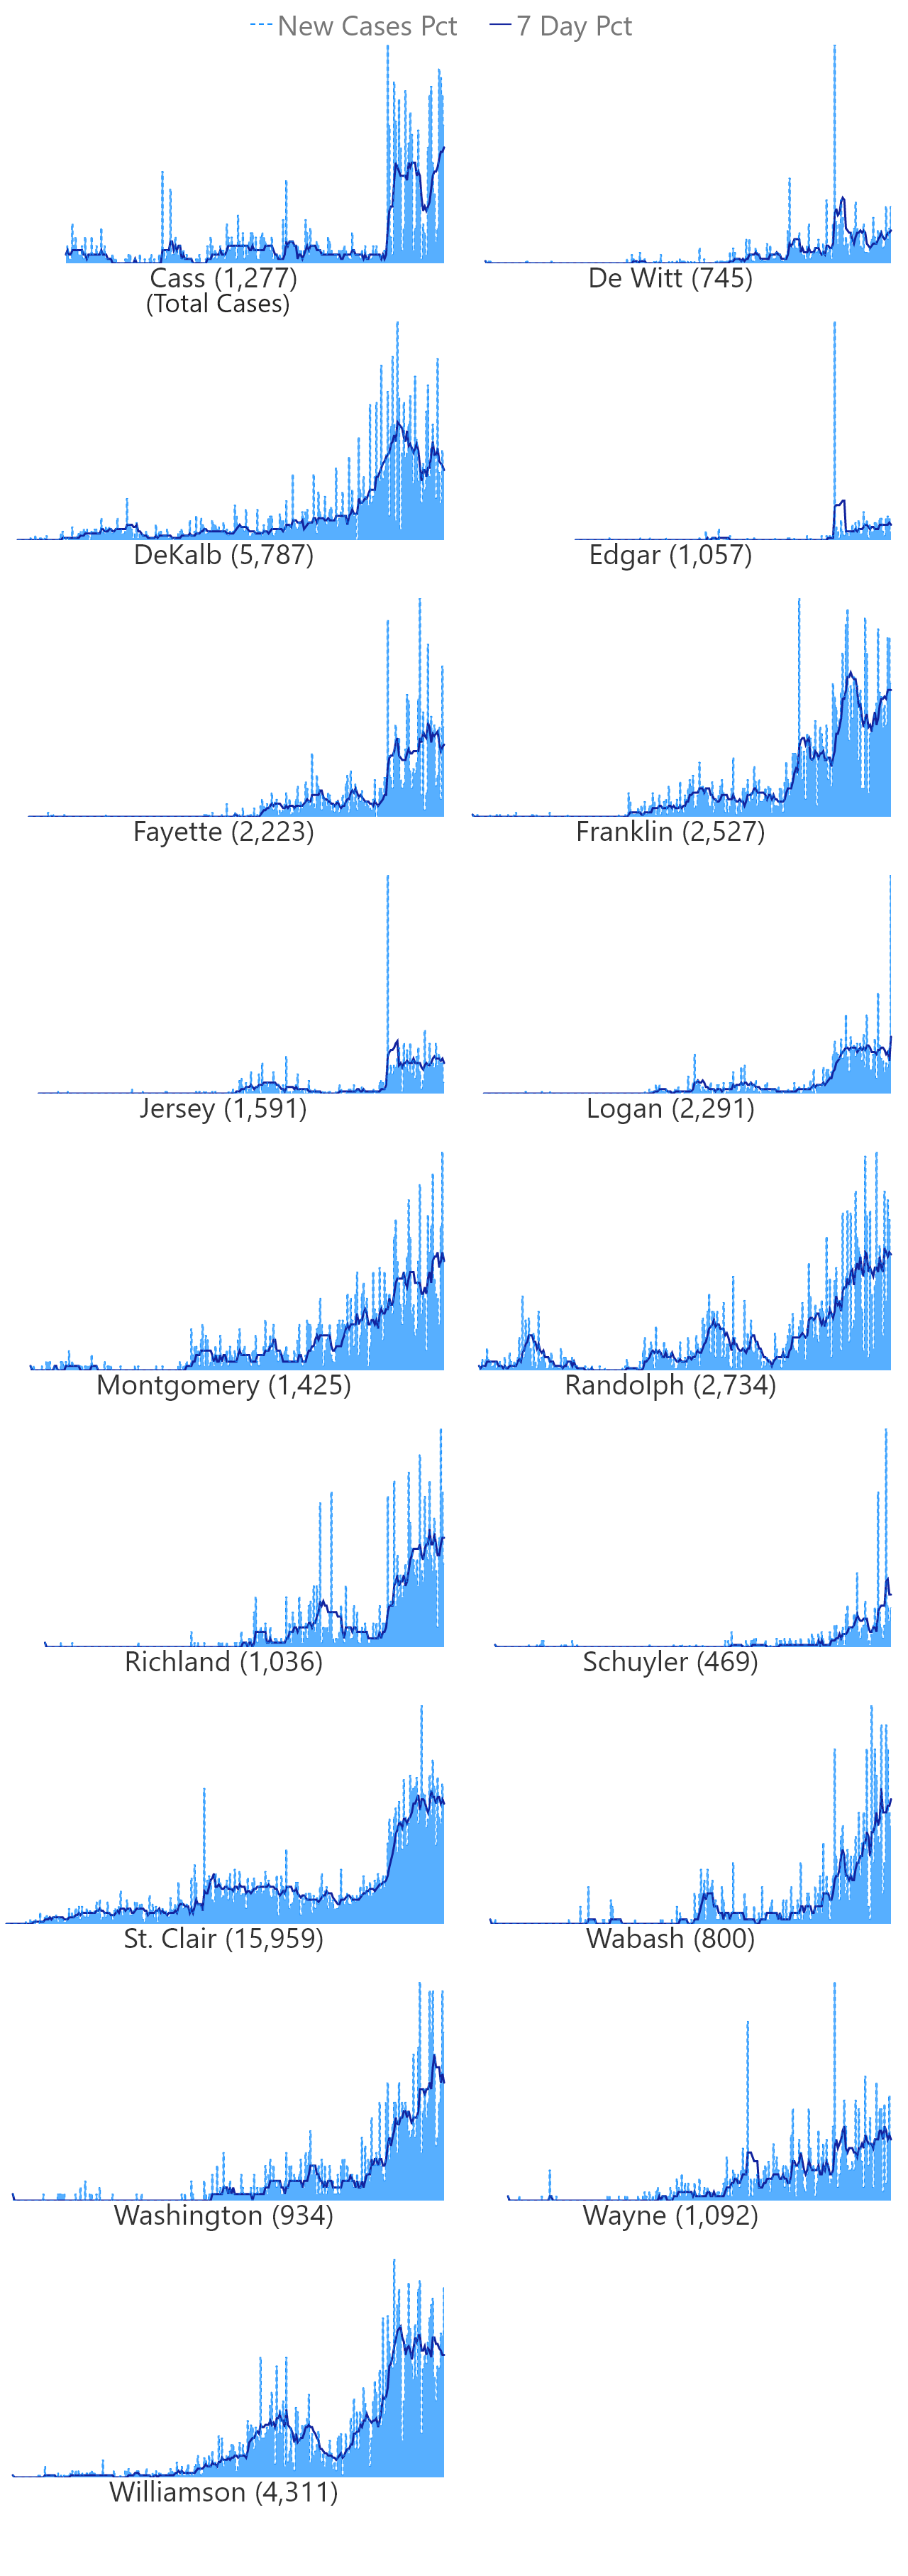 New Cases Pct 7 Day Pct
Cass (1,277) De Witt (745)
(Total Cases)
DeKalb (5,787) Edgar (1,057)
Fayette (2,223) Franklin (2,527)
Jersey (1,591) Logan (2,291)
Montgomery (1,425) Randolph (2,734)
Richland (1,036) Schuyler (469)
St. Clair (15,959) Wabash (800)
Washington (934) Wayne (1,092)
Williamson (4,311)